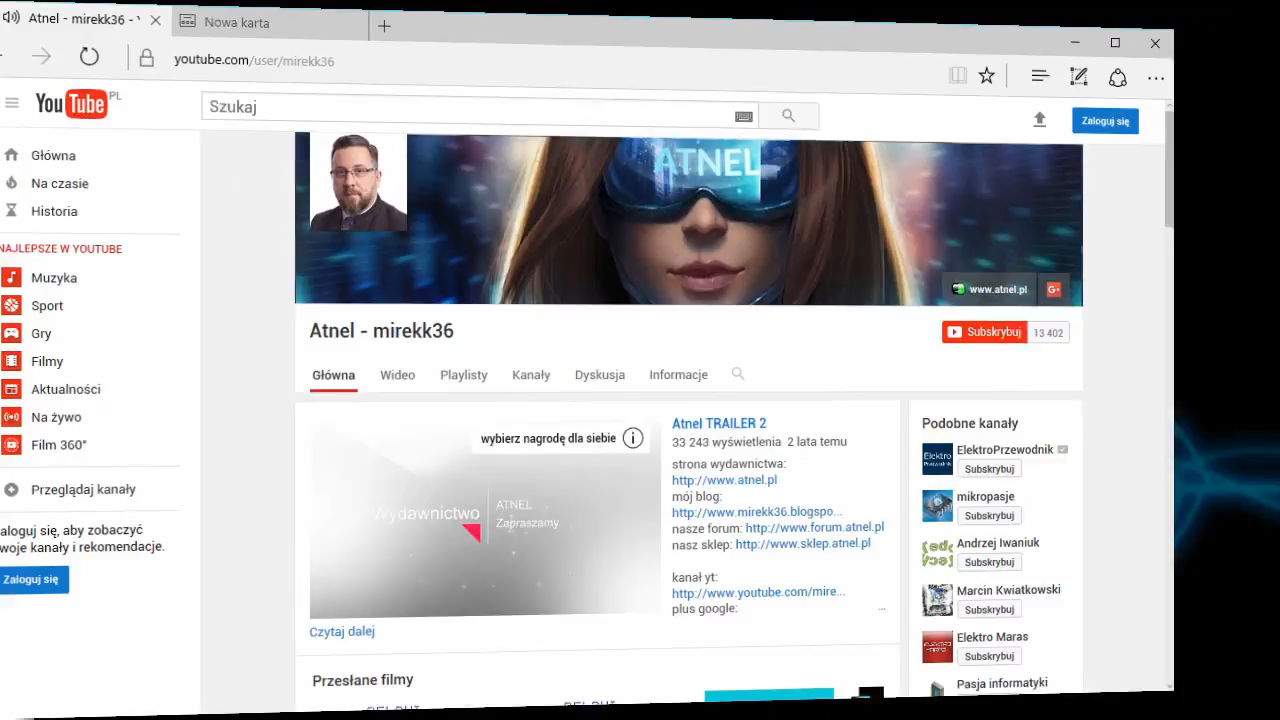 Atnel - mirekk36 -
Nowa karta
youtube.com/user/mirekk36
YouTube PL
Szukaj
Zaloguj się
Główna
Na czasie
Historia
NAJLEPSZE W YOUTUBE
Muzyka
Sport
Gry
Filmy
Aktualności
Na żywo
Film 360°
Przeglądaj kanały
aloguj się, aby zobaczyć
woje kanały i rekomendacje.
Zaloguj się
ATNEL
www.atnel.pl
G+
Atnel - mirekk36
Subskrybuj 13 402
Główna Wideo Playlisty Kanały Dyskusja Informacje
wybierz nagrodę dla siebie
Wydawnictwo
ATNEL
Zapraszamy
Czytaj dalej
Atnel TRAILER 2
33 243 wyświetlenia 2 lata temu
strona wydawnictwa:
http://www.atnel.pl
mój blog:
http://www.mirekk36.blogspo...
nasze forum: http://www.forum.atnel.pl
nasz sklep: http://www.sklep.atnel.pl
kanał yt:
http://www.youtube.com/mire...
plus google: ...
Przesłane filmy
Podobne kanały
Elektro
Przewodnik
ElektroPrzewodnik
Subskrybuj
mikropasje
Subskrybuj
Andrzej Iwaniuk
Subskrybuj
Marcin Kwiatkowski
Subskrybuj
Elektro Maras
Subskrybuj
Pasja informatyki